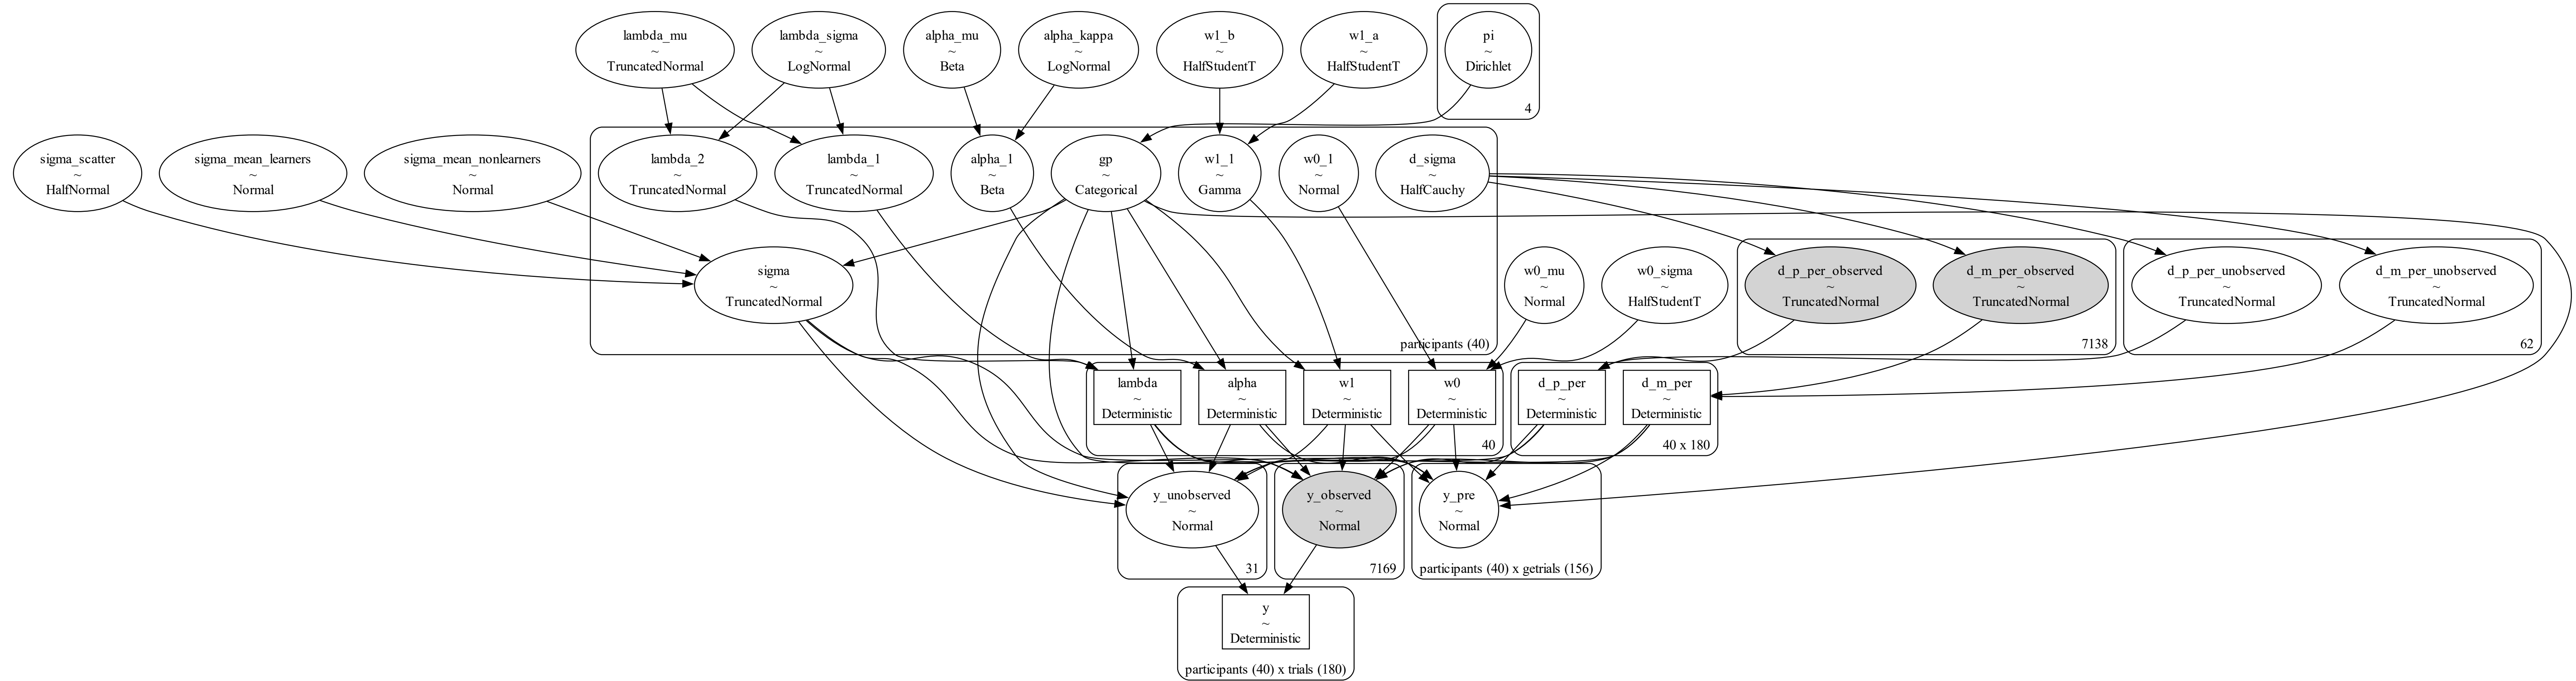 lambda_mu
~
TruncatedNormal
lambda_sigma
~
LogNormal
alpha_mu
~
Beta
alpha_kappa
~
LogNormal
w1_b
~
HalfStudentT
w1_a
~
HalfStudentT
pi
~
Dirichlet
4
sigma_scatter
~
HalfNormal
sigma_mean_learners
~
Normal
sigma_mean_nonlearners
~
Normal
lambda_2
~
TruncatedNormal
lambda_1
~
TruncatedNormal
alpha_1
~
Beta
gp
~
Categorical
w1_1
~
Gamma
w0_1
~
Normal
d_sigma
~
HalfCauchy
sigma
~
TruncatedNormal
participants (40)
w0_mu
~
Normal
w0_sigma
~
HalfStudentT
d_p_per_observed
~
TruncatedNormal
d_m_per_observed
~
TruncatedNormal
7138
d_p_per_unobserved
~
TruncatedNormal
d_m_per_unobserved
~
TruncatedNormal
62
lambda
~
Deterministic
alpha
~
Deterministic
w1
~
Deterministic
w0
~
Deterministic
40
d_p_per
~
Deterministic
d_m_per
~
Deterministic
40 x 180
y_unobserved
~
Normal
31
y_observed
~
Normal
7169
y_pre
~
Normal
participants (40) x getrials (156)
y
~
Deterministic
participants (40) x trials (180)